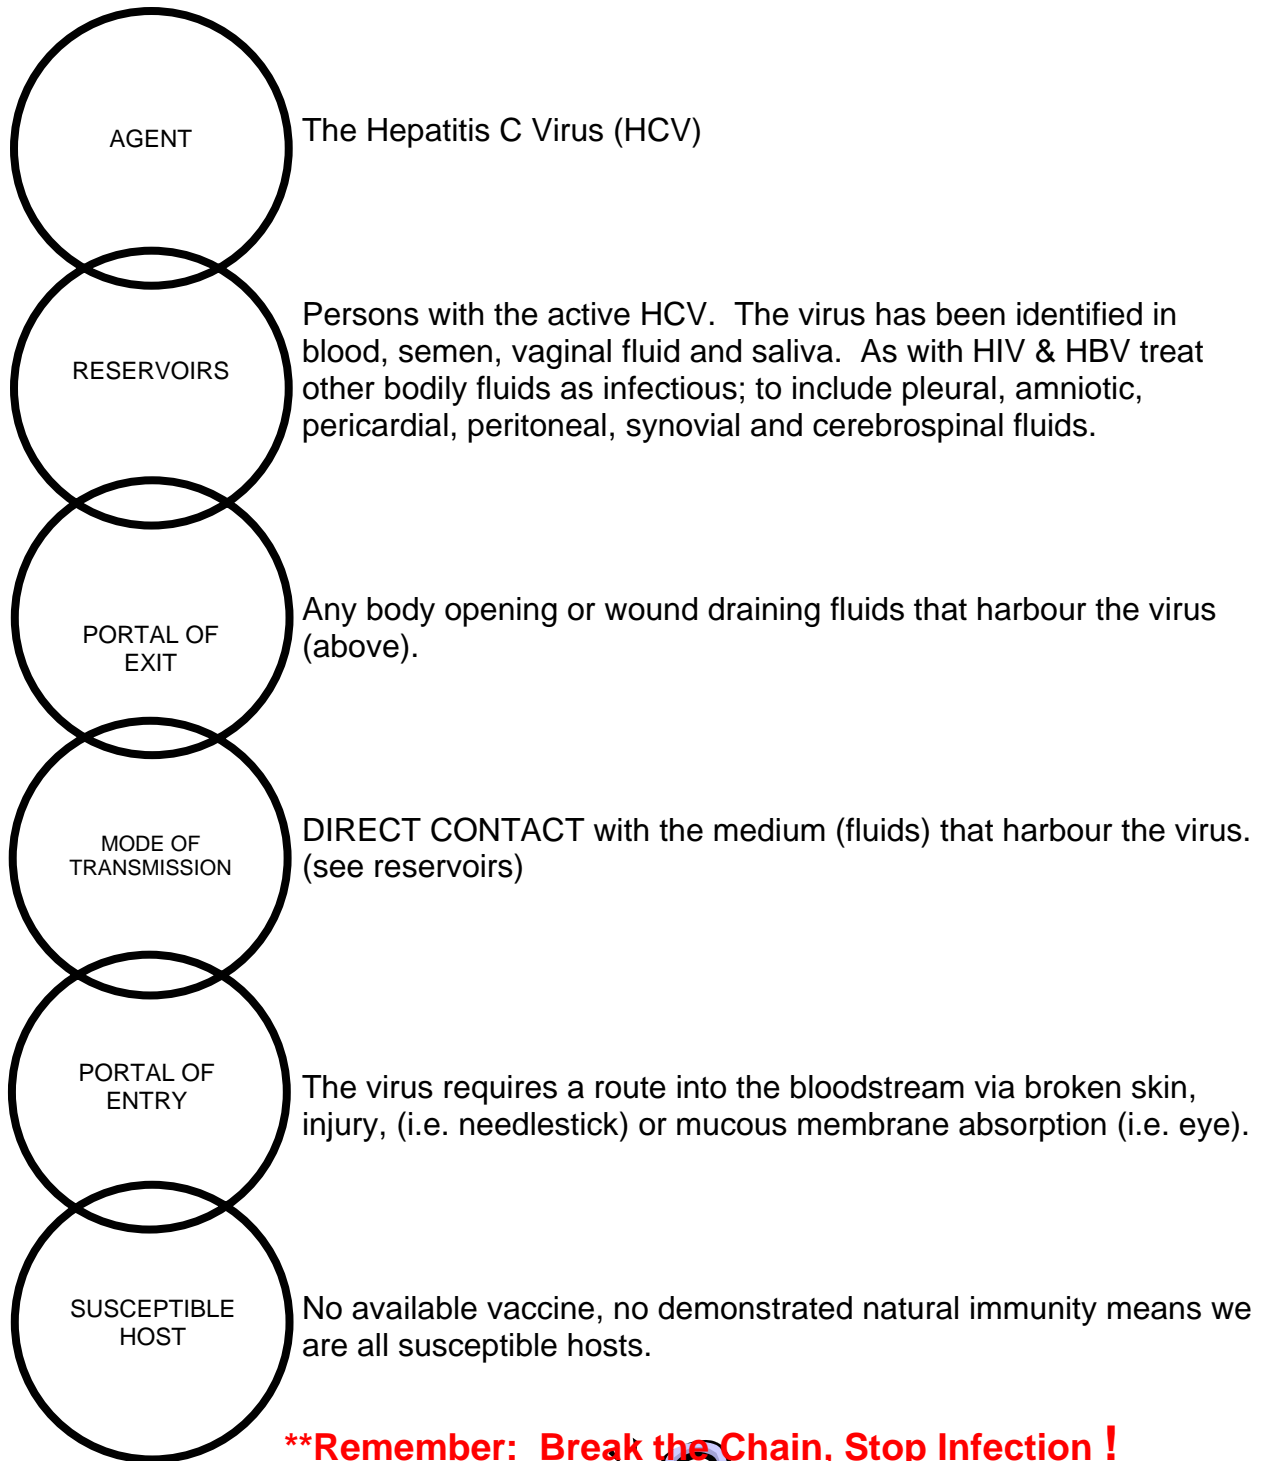 AGENT
The Hepatitis C Virus (HCV)
RESERVOIRS
Persons with the active HCV.  The virus has been identified in
blood, semen, vaginal fluid and saliva.  As with HIV & HBV treat
other bodily fluids as infectious; to include pleural, amniotic,
pericardial, peritoneal, synovial and cerebrospinal fluids.
PORTAL OF
EXIT
Any body opening or wound draining fluids that harbour the virus
(above).
MODE OF
TRANSMISSION
DIRECT CONTACT with the medium (fluids) that harbour the virus.
(see reservoirs)
PORTAL OF
ENTRY
The virus requires a route into the bloodstream via broken skin,
injury, (i.e. needlestick) or mucous membrane absorption (i.e. eye).
SUSCEPTIBLE
HOST
No available vaccine, no demonstrated natural immunity means we
are all susceptible hosts.
**Remember:  Break the Chain, Stop Infection !